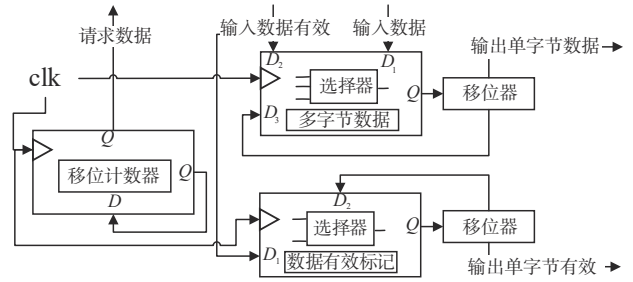 请求数据
输入数据有效
输入数据
输出单字节数据
clk
D2
D1
选择器
Q
移位器
D3
多字节数据
Q
移位计数器
Q
D
D2
选择器
Q
移位器
D1
数据有效标记
输出单字节有效